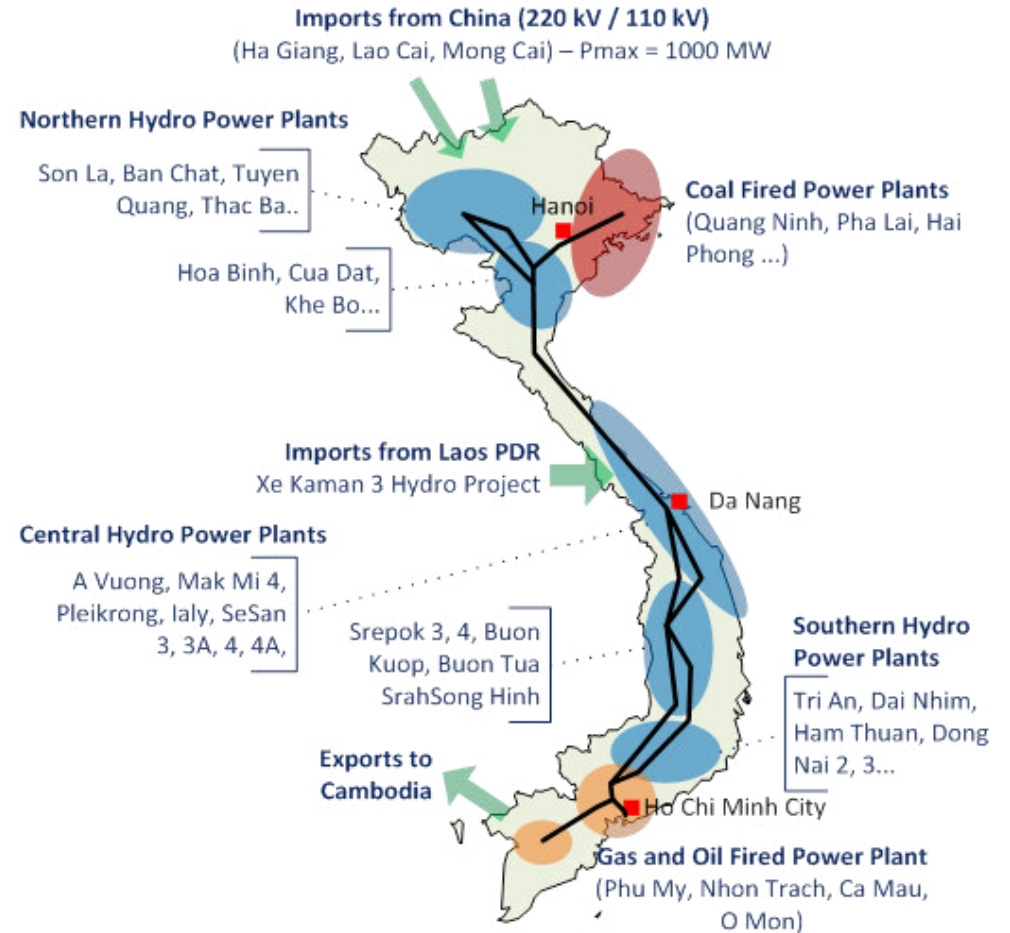 Imports from China (220 kV / 110 kV)
(Ha Giang, Lao Cai, Mong Cai) – Pmax = 1000 MW
Northern Hydro Power Plants
Son La, Ban Chat, Tuyen
Quang, Thac Ba..
Hanoi
Coal Fired Power Plants
(Quang Ninh, Pha Lai, Hai
Phong ...)
Hoa Binh, Cua Dat,
Khe Bo...
Imports from Laos PDR
Xe Kaman 3 Hydro Project
Da Nang
Central Hydro Power Plants
A Vuong, Mak Mi 4,
Pleikrong, Ialy, SeSan
3, 3A, 4, 4A,
Srepok 3, 4, Buon
Kuop, Buon Tua
SrahSong Hinh
Southern Hydro
Power Plants
Tri An, Dai Nhim,
Ham Thuan, Dong
Nai 2, 3...
Exports to
Cambodia
Ho Chi Minh City
Gas and Oil Fired Power Plant
(Phu My, Nhon Trach, Ca Mau,
O Mon)